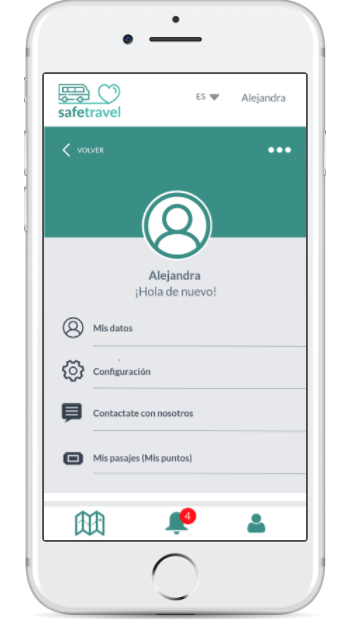 safetravel
ES
Alejandra
VOLVER
Alejandra
¡Hola de nuevo!
Mis datos
Configuración
Contactate con nosotros
Mis pasajes (Mis puntos)
4